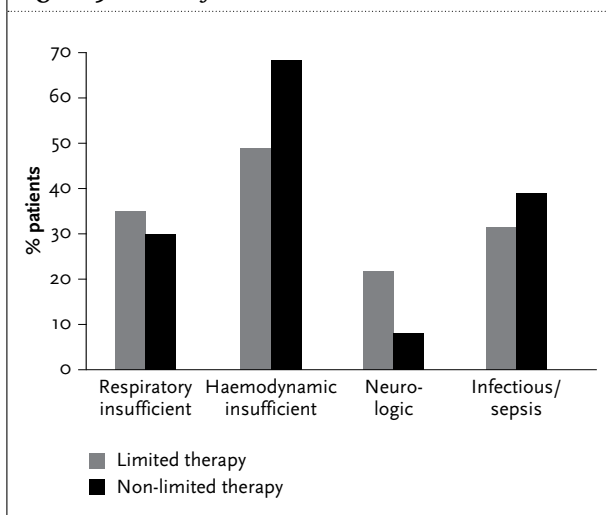 70
60
50
40
30
20
10
0
% patients
Respiratory insufficient
Haemodynamic insufficient
Neuro-
logic
Infectious/
sepsis
Limited therapy
Non-limited therapy